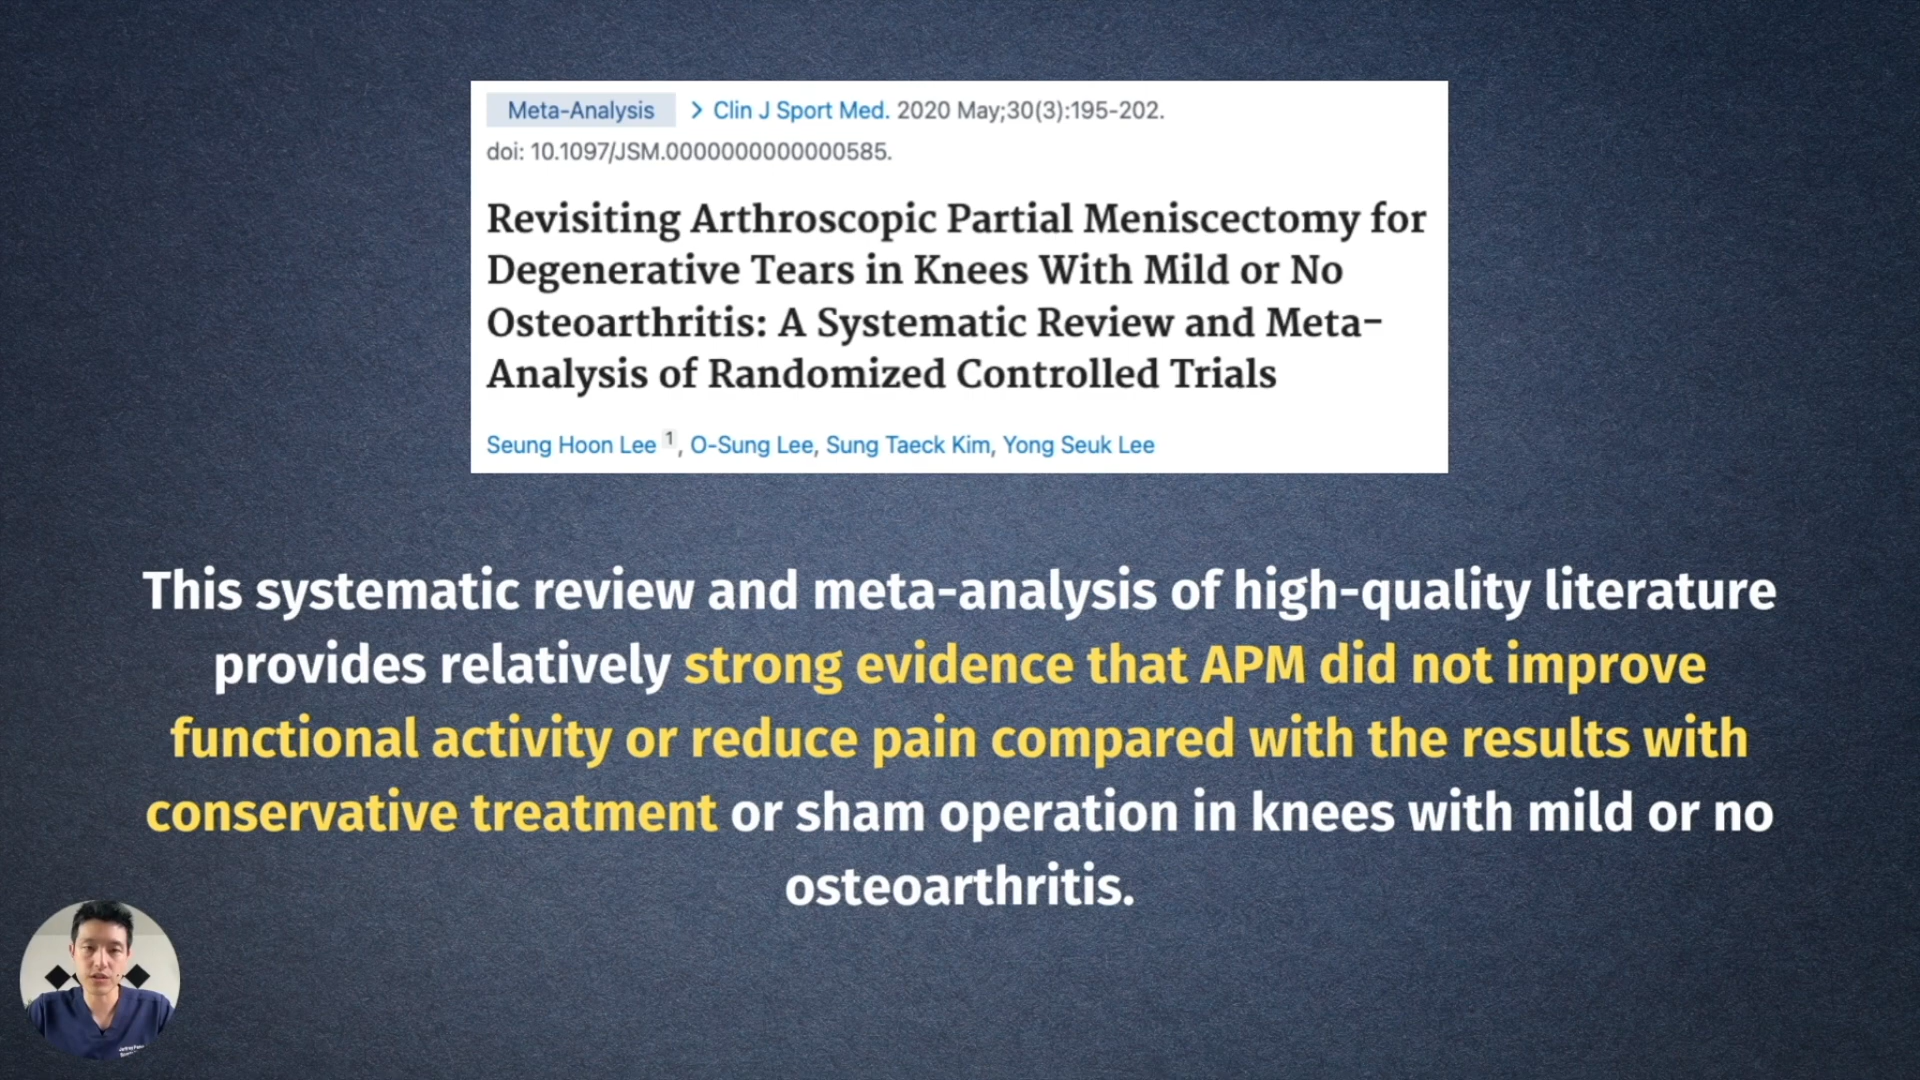 Meta-Analysis > Clin J Sport Med. 2020 May;30(3):195-202.
doi: 10.1097/JSM.0000000000000585.
Revisiting Arthroscopic Partial Meniscectomy for
Degenerative Tears in Knees With Mild or No
Osteoarthritis: A Systematic Review and Meta-
Analysis of Randomized Controlled Trials
Seung Hoon Lee 1, O-Sung Lee, Sung Taeck Kim, Yong Seuk Lee
This systematic review and meta-analysis of high-quality literature
provides relatively strong evidence that APM did not improve
functional activity or reduce pain compared with the results with
conservative treatment or sham operation in knees with mild or no
osteoarthritis.